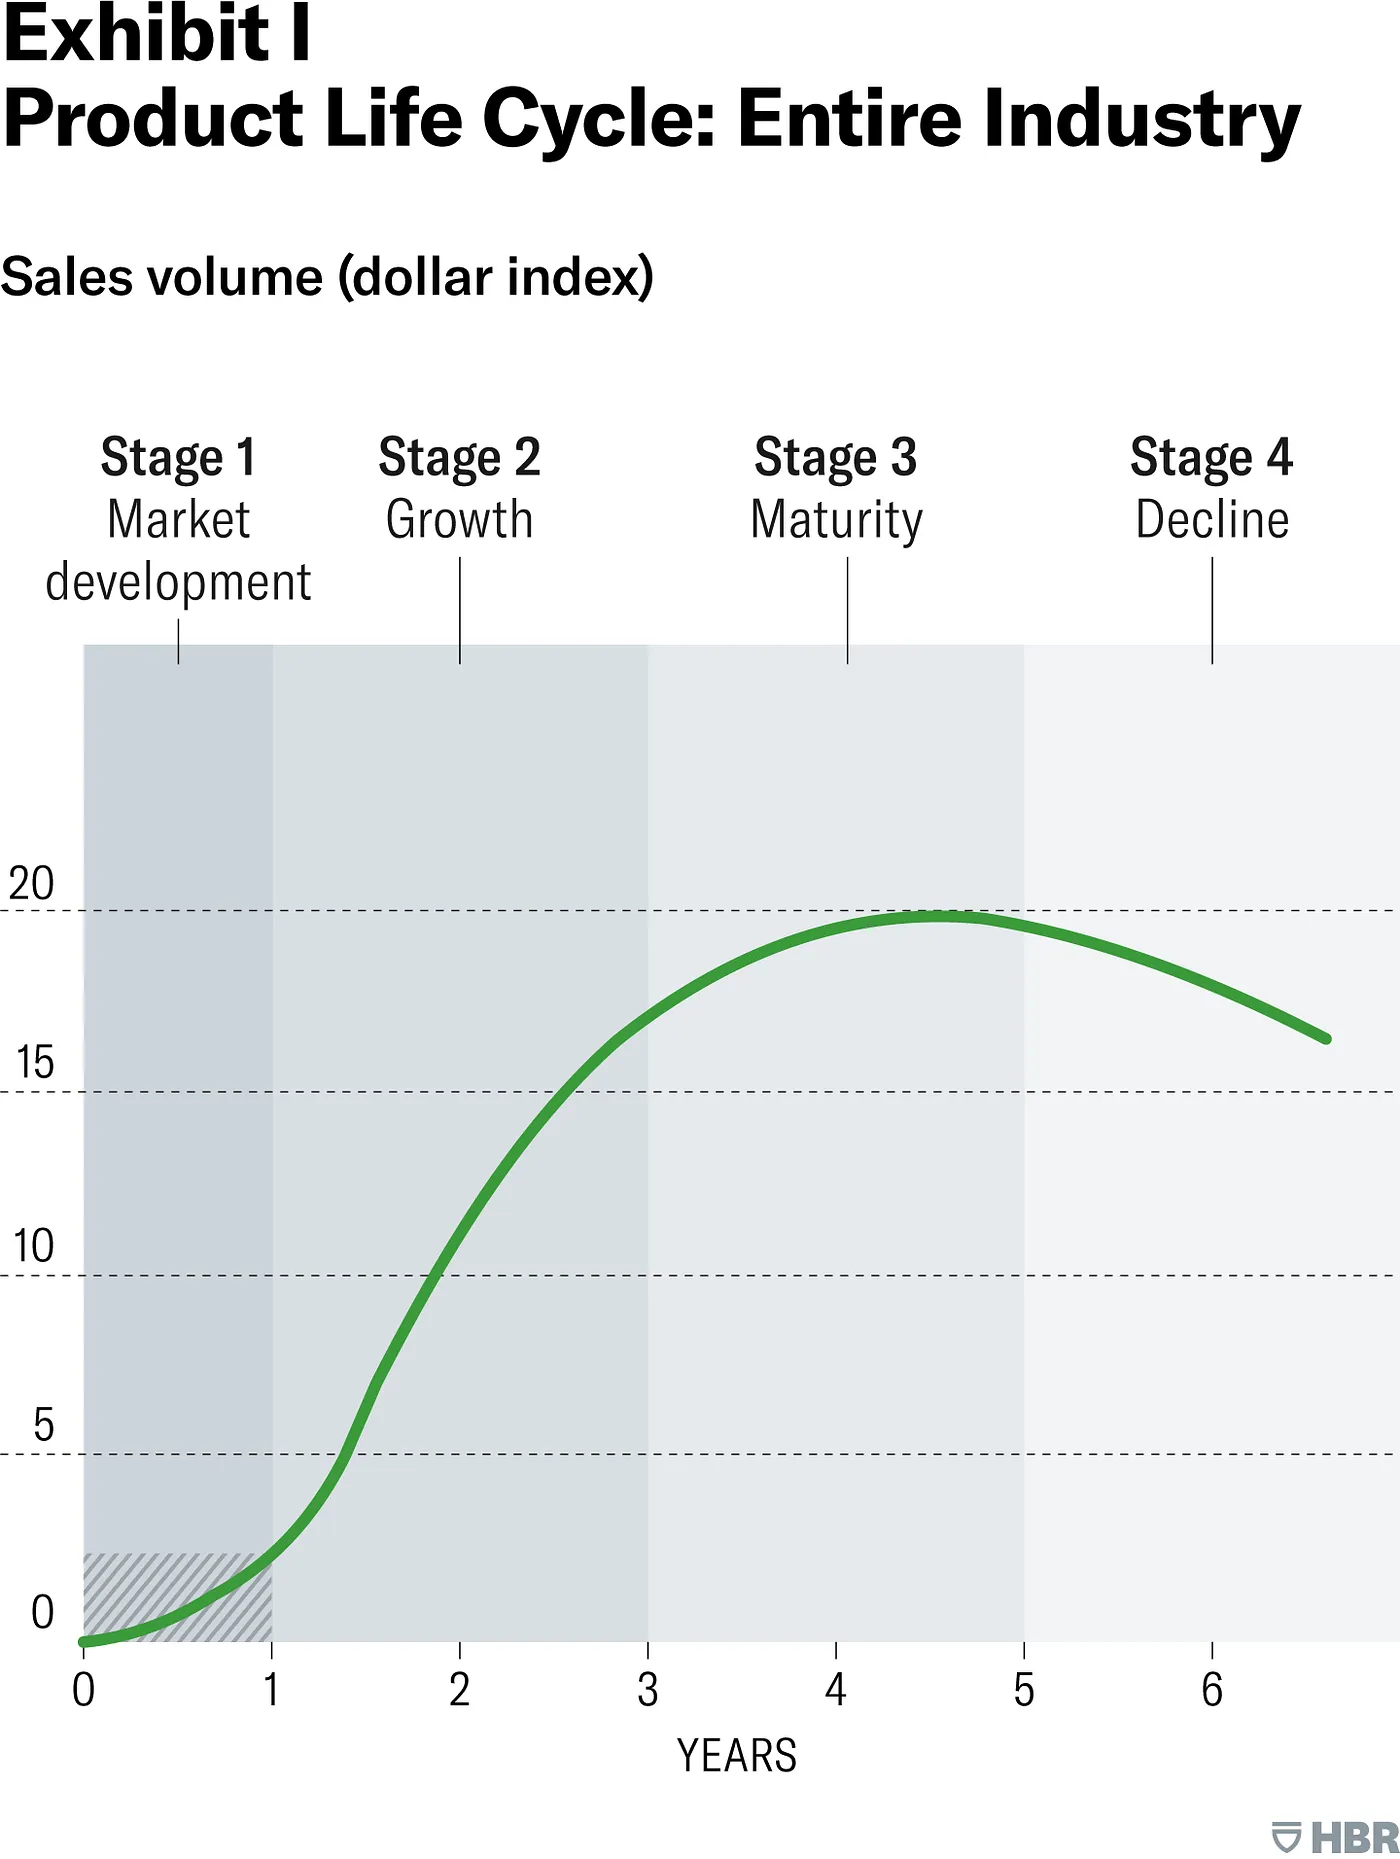 Exhibit I
Product Life Cycle: Entire Industry
Sales volume (dollar index)
Stage 1
Market
development
Stage 2
Growth
Stage 3
Maturity
Stage 4
Decline
20
15
10
5
0
0 1 2 3 4 5 6
YEARS
HBR